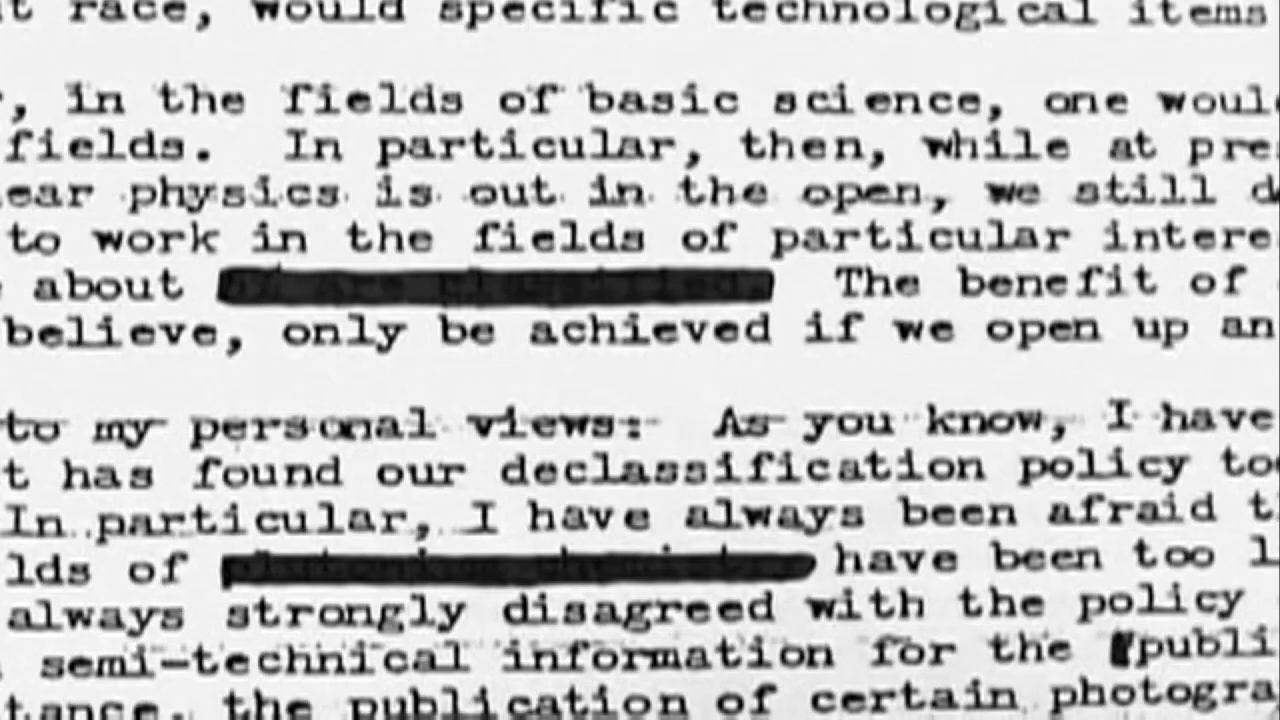 t race, would specific technological items
, in the fields of basic science, one would
fields. In particular, then, while at pre
ear physics is out in the open, we still d
to work in the fields of particular intere
about The benefit of
believe, only be achieved if we open up an
to my personal views: As you know, I have
t has found our declassification policy too
In particular, I have always been afraid t
lds of have been too l
always strongly disagreed with the policy
semi-technical information for the "publi
tance, the publication of certain photogra